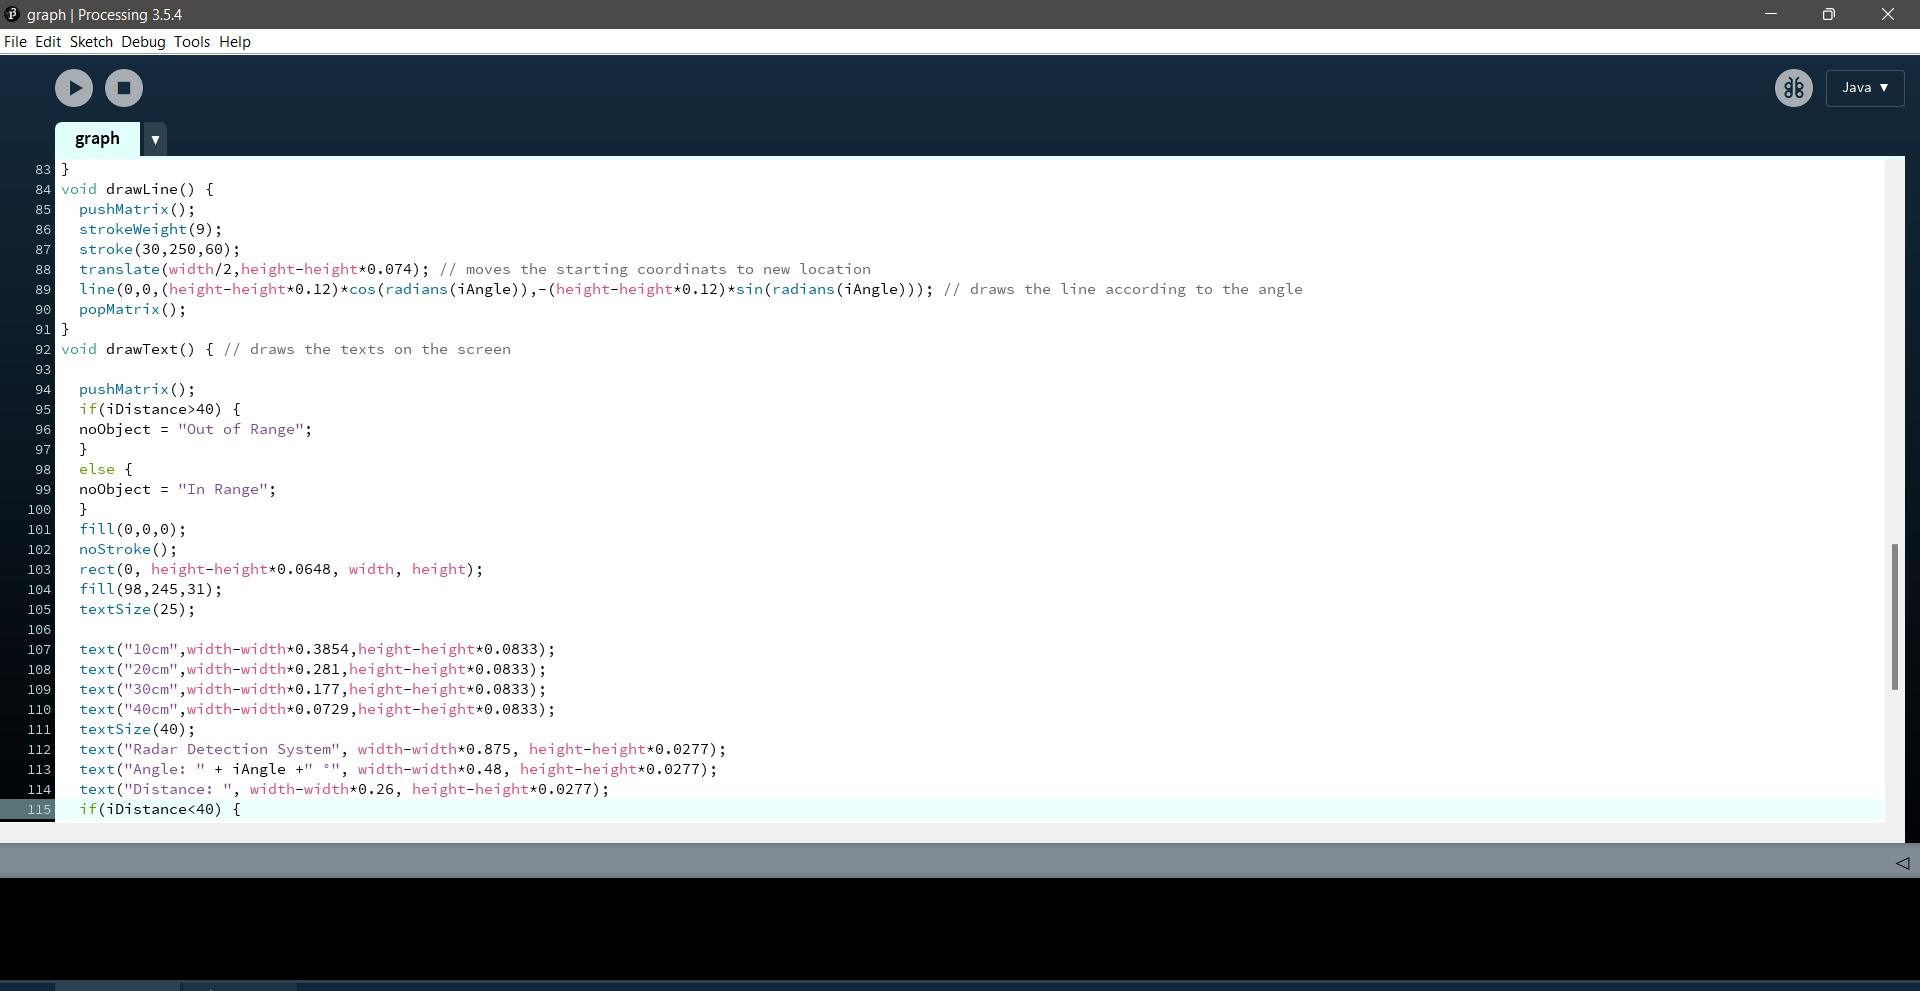 graph | Processing 3.5.4
File Edit Sketch Debug Tools Help
Java ▼
graph ▼
83 }
84 void drawLine() {
85   pushMatrix();
86   strokeWeight(9);
87   stroke(30,250,60);
88   translate(width/2,height-height*0.074); // moves the starting coordinats to new location
89   line(0,0,(height-height*0.12)*cos(radians(iAngle)),-(height-height*0.12)*sin(radians(iAngle))); // draws the line according to the angle
90   popMatrix();
91 }
92 void drawText() { // draws the texts on the screen
93
94   pushMatrix();
95   if(iDistance>40) {
96   noObject = "Out of Range";
97   }
98   else {
99   noObject = "In Range";
100   }
101   fill(0,0,0);
102   noStroke();
103   rect(0, height-height*0.0648, width, height);
104   fill(98,245,31);
105   textSize(25);
106
107   text("10cm",width-width*0.3854,height-height*0.0833);
108   text("20cm",width-width*0.281,height-height*0.0833);
109   text("30cm",width-width*0.177,height-height*0.0833);
110   text("40cm",width-width*0.0729,height-height*0.0833);
111   textSize(40);
112   text("Radar Detection System", width-width*0.875, height-height*0.0277);
113   text("Angle: " + iAngle +" °", width-width*0.48, height-height*0.0277);
114   text("Distance: ", width-width*0.26, height-height*0.0277);
115   if(iDistance<40) {